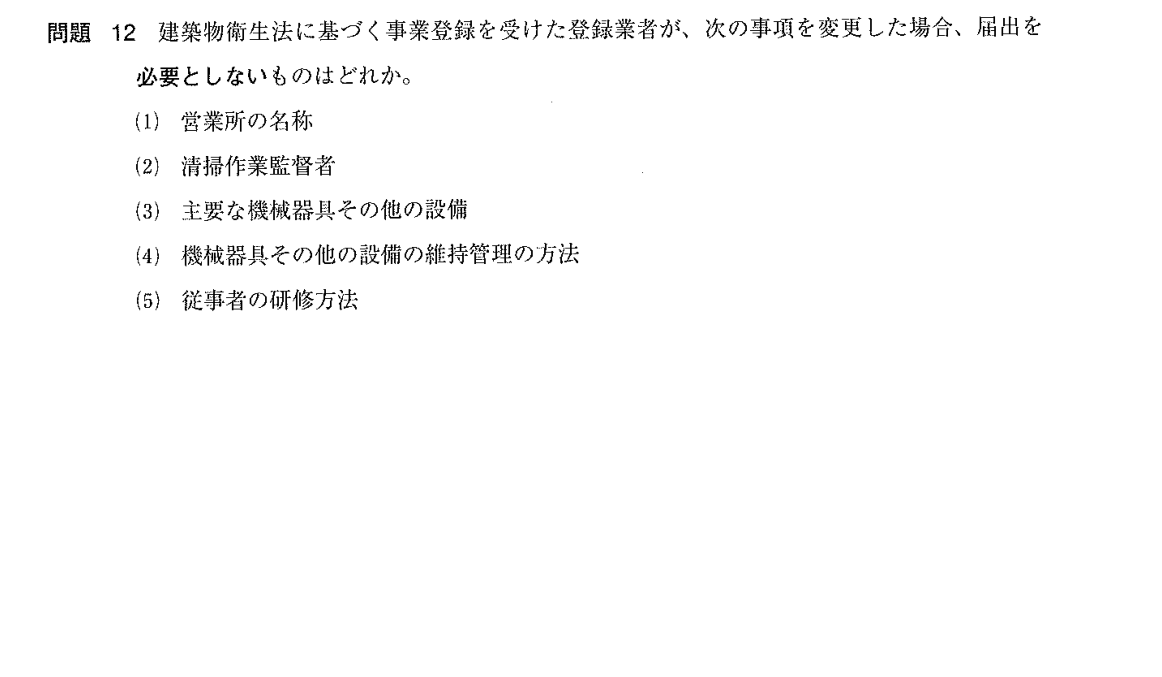 問題 12 建築物衛生法に基づく事業登録を受けた登録業者が、次の事項を変更した場合、届出を
必要としないものはどれか。
(1) 営業所の名称
(2) 清掃作業監督者
(3) 主要な機械器具その他の設備
(4) 機械器具その他の設備の維持管理の方法
(5) 従事者の研修方法